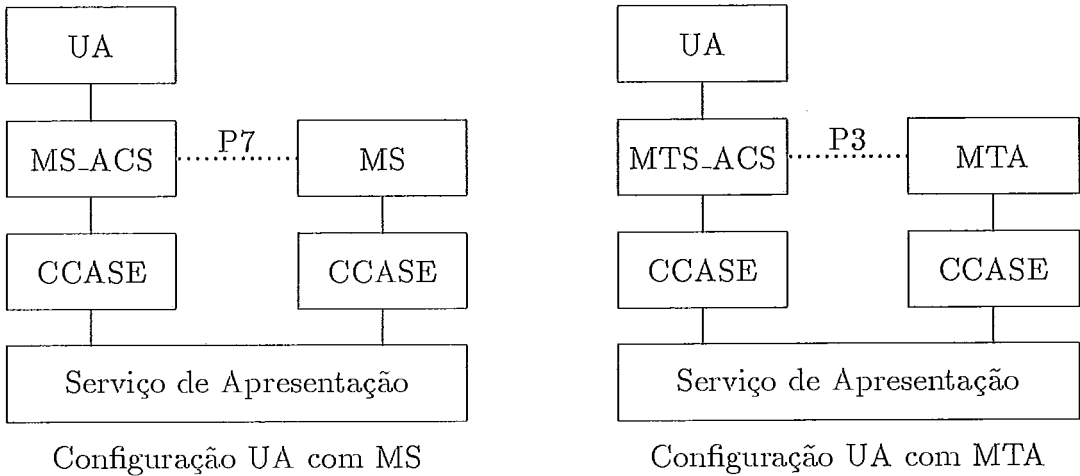 UA
MS_ACS
P7
MS
CCASE
CCASE
Serviço de Apresentação
Configuração UA com MS
UA
MTS_ACS
P3
MTA
CCASE
CCASE
Serviço de Apresentação
Configuração UA com MTA